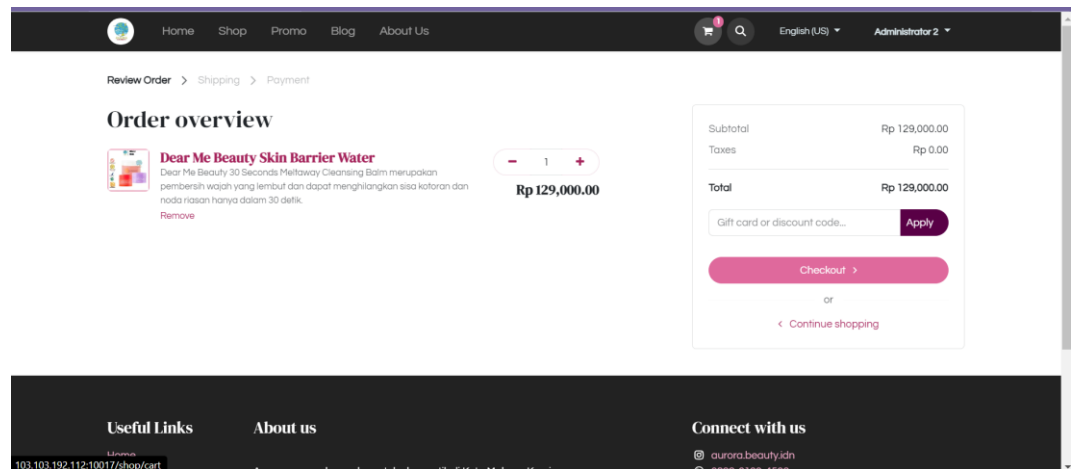 1
Home Shop Promo Blog About Us English (US) Administrator 2
Review Order > Shipping > Payment
Order overview
Dear Me Beauty Skin Barrier Water
Dear Me Beauty 30 Seconds Meltaway Cleansing Balm merupakan
pembersih wajah yang lembut dan dapat menghilangkan sisa kotoran dan
noda riasan hanya dalam 30 detik.
Remove
- 1 +
Rp 129,000.00
Subtotal Rp 129,000.00
Taxes Rp 0.00
Total Rp 129,000.00
Gift card or discount code... Apply
Checkout >
or
< Continue shopping
Useful Links
Home
About us
Connect with us
aurora.beauty.idn
103.103.192.112:10017/shop/cart